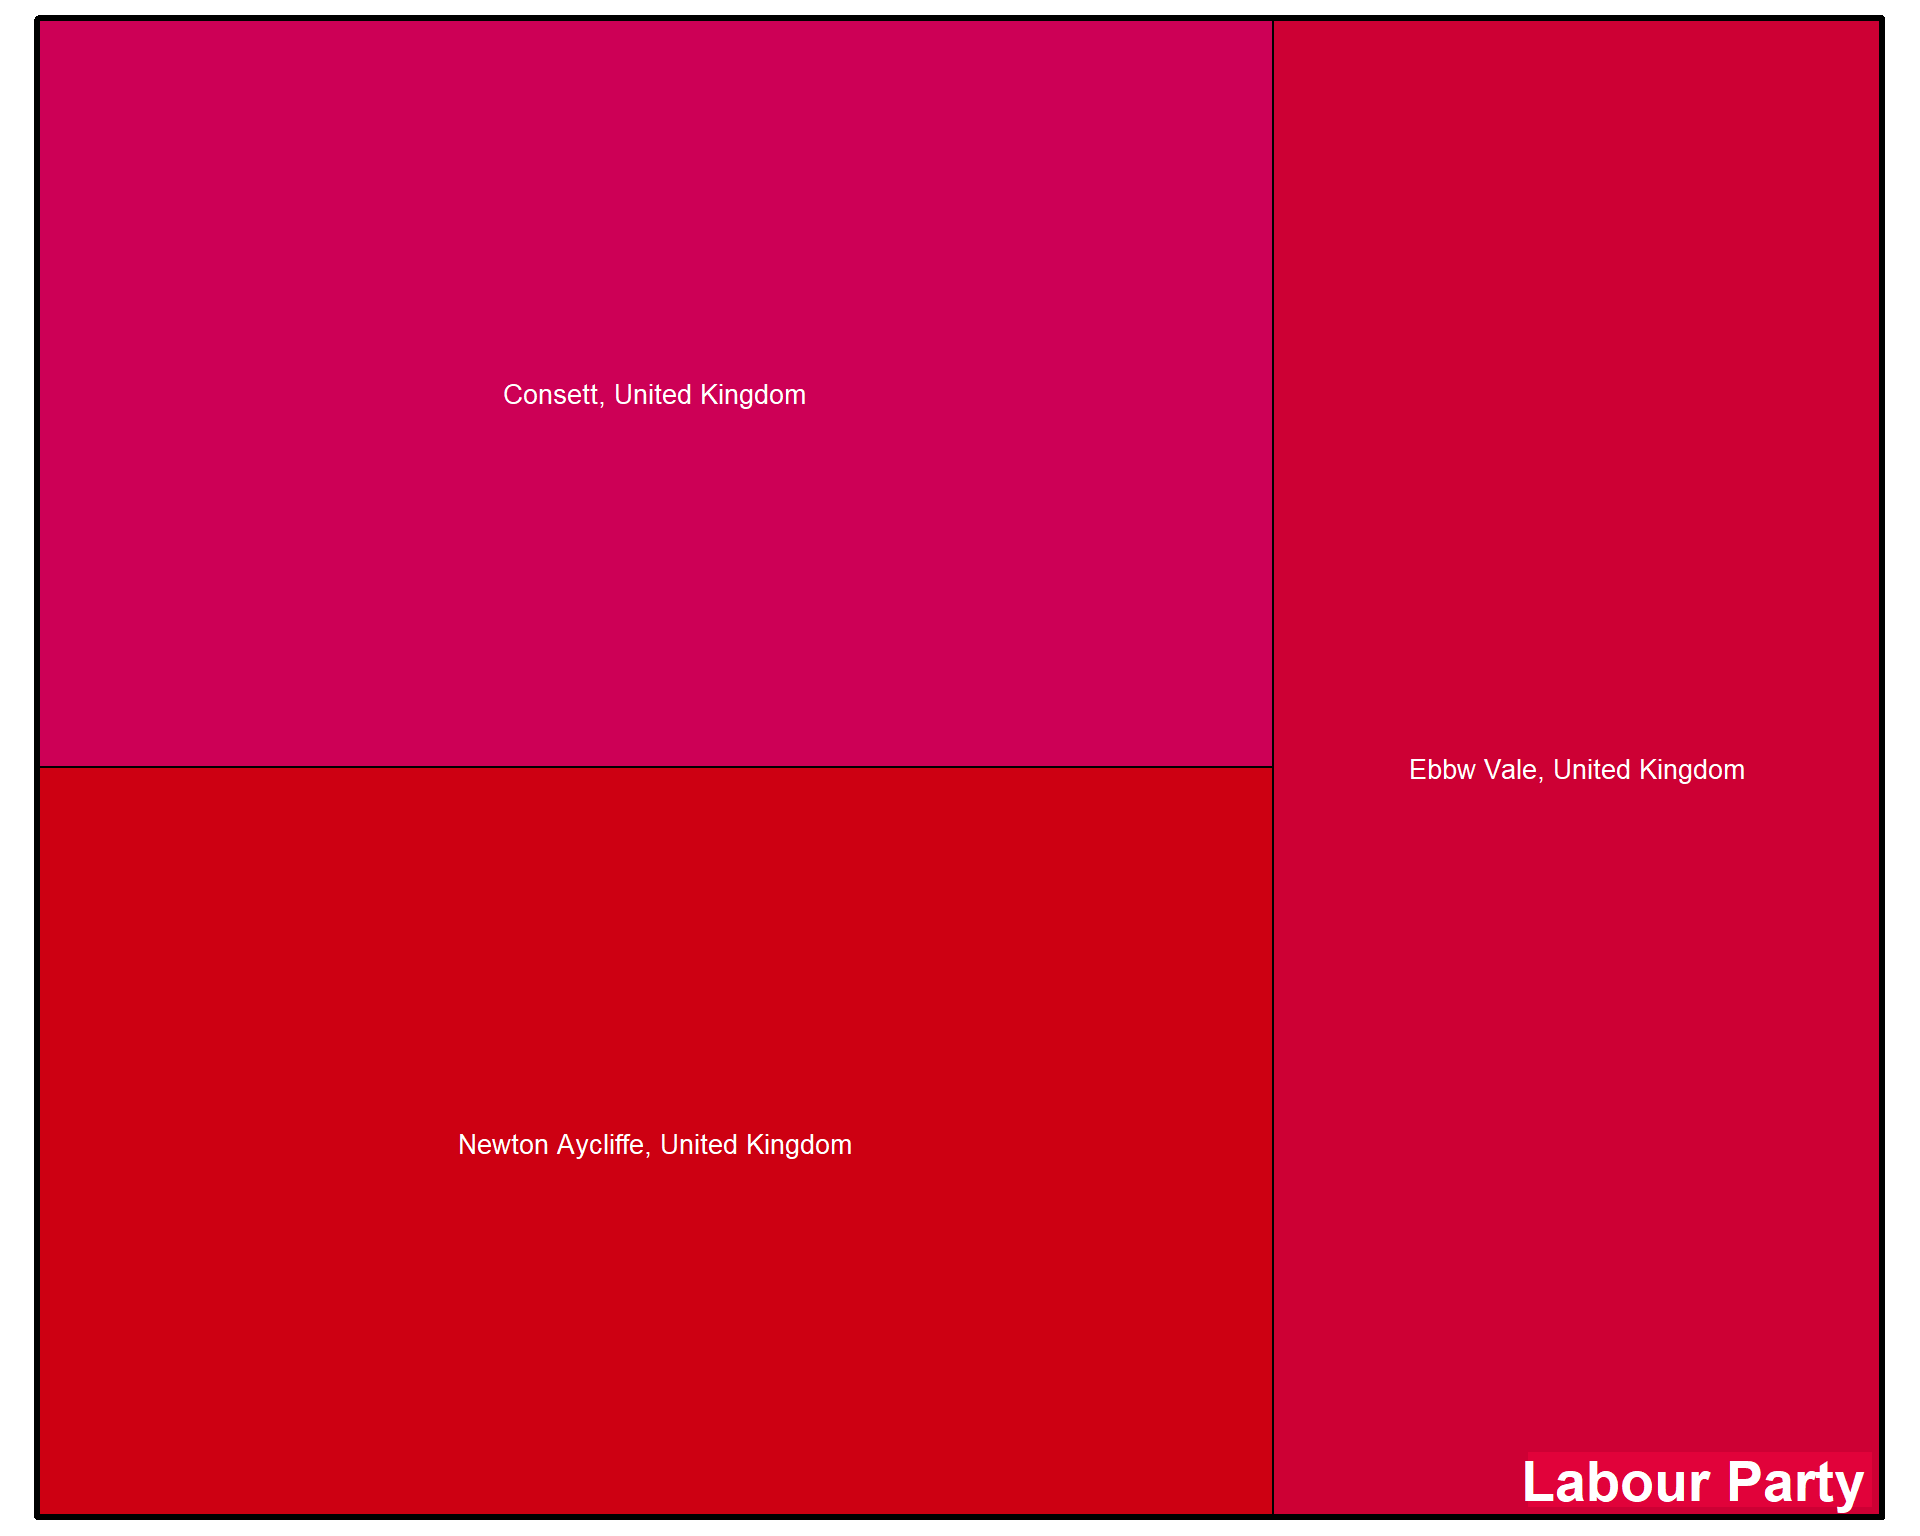 Consett, United Kingdom
Ebbw Vale, United Kingdom
Newton Aycliffe, United Kingdom
Labour Party